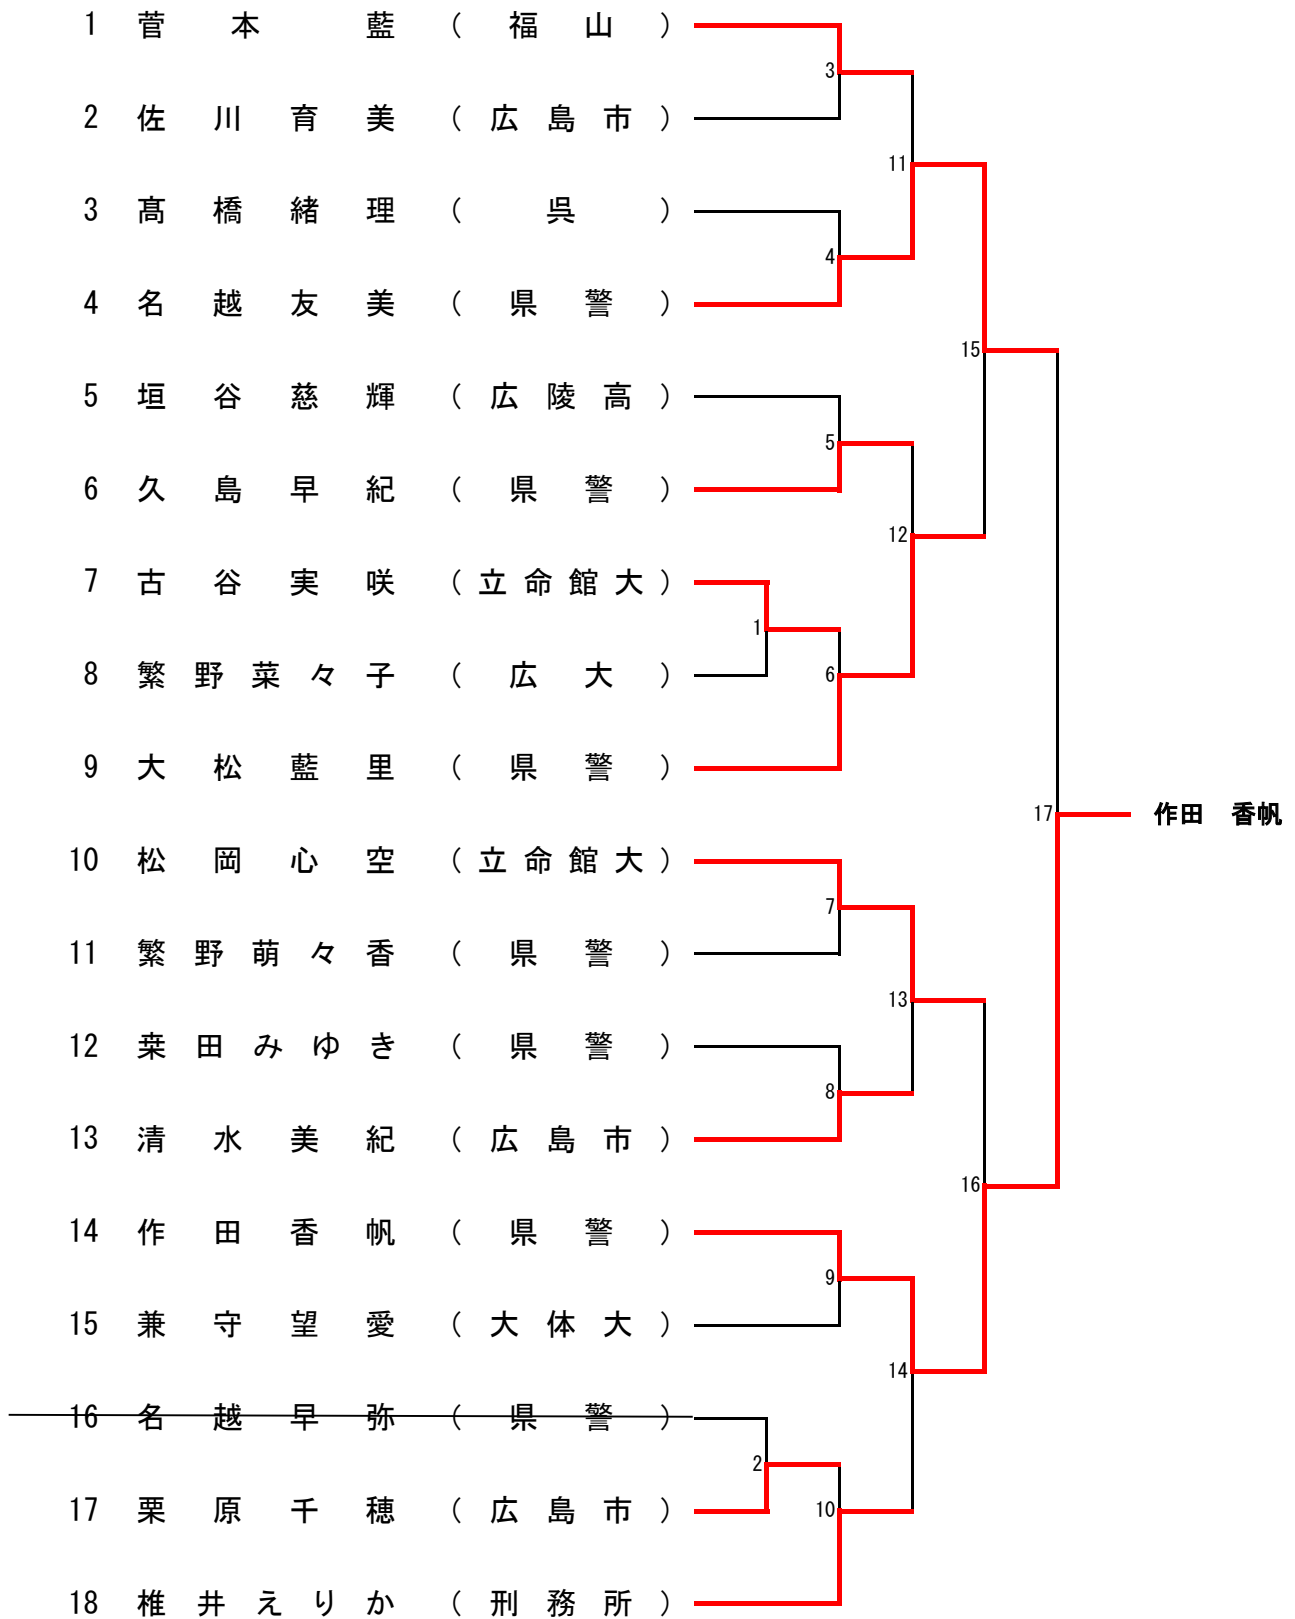 1 菅本藍 (福山)
3
2 佐川育美 (広島市)
11
3 髙橋緒理 (呉)
4
4 名越友美 (県警)
15
5 垣谷慈輝 (広陵高)
5
6 久島早紀 (県警)
12
7 古谷実咲 (立命館大)
1
8 繁野菜々子 (広大)
6
9 大松藍里 (県警)
17 作田 香帆
10 松岡心空 (立命館大)
7
11 繁野萌々香 (県警)
13
12 桒田みゆき (県警)
8
13 清水美紀 (広島市)
16
14 作田香帆 (県警)
9
15 兼守望愛 (大体大)
14
16 名越早弥 (県警)
2
17 栗原千穂 (広島市)
10
18 椎井えりか (刑務所)